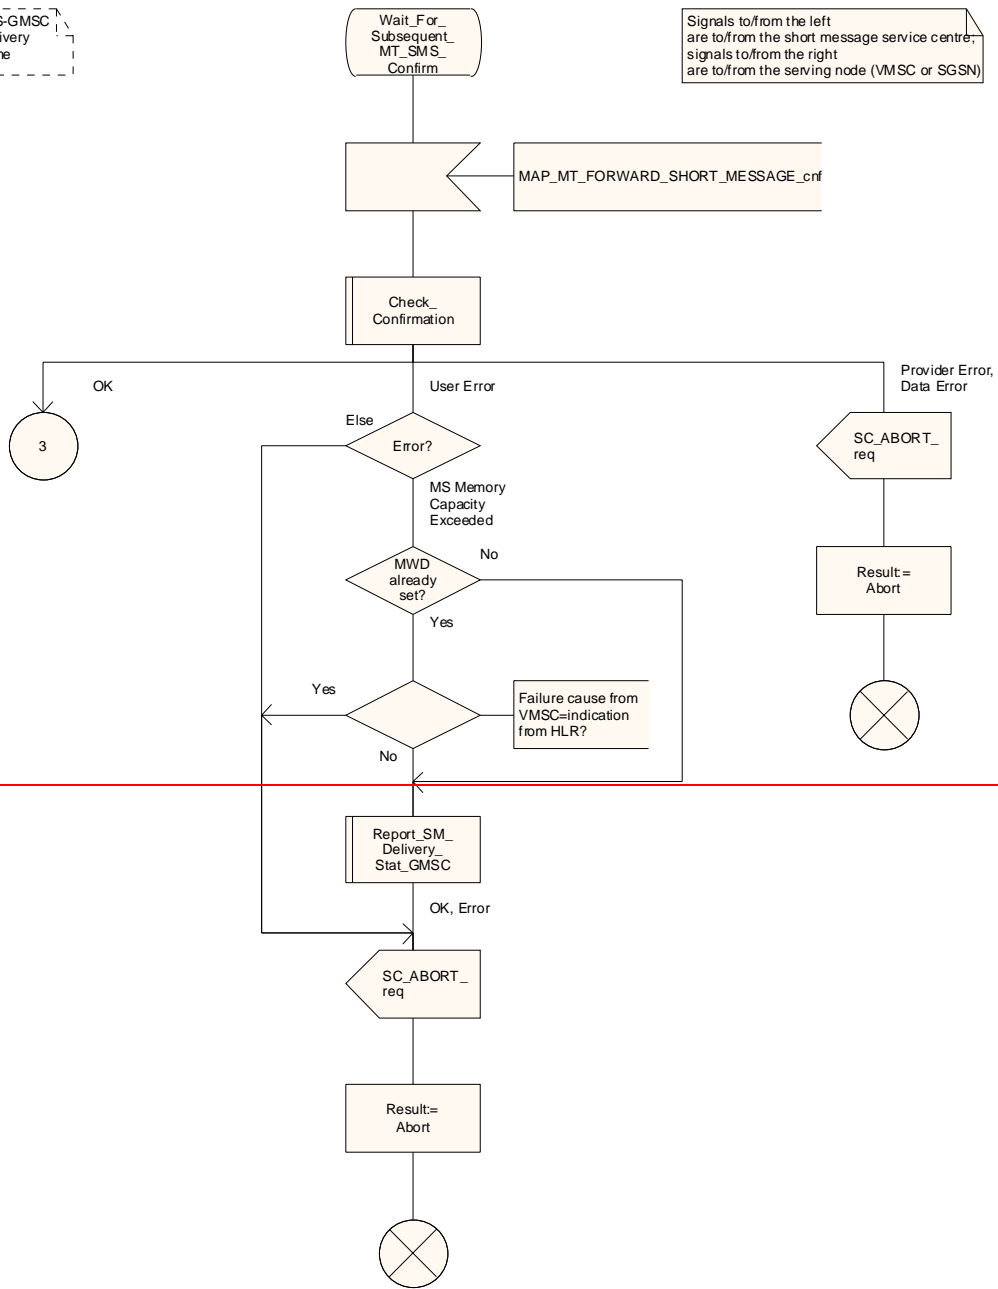 S-GMSC
ivery
ne
Wait_For_
Subsequent_
MT_SMS_
Confirm
Signals to/from the left
are to/from the short message service centre;
signals to/from the right
are to/from the serving node (VMSC or SGSN)
MAP_MT_FORWARD_SHORT_MESSAGE_cnf
Check_
Confirmation
OK
User Error
Provider Error,
Data Error
3
Else
Error?
SC_ABORT_
req
MS Memory
Capacity
Exceeded
MWD
already
set?
No
Yes
Result:=
Abort
Yes
Failure cause from
VMSC=indication
from HLR?
No
Report_SM_
Delivery_
Stat_GMSC
OK, Error
SC_ABORT_
req
Result:=
Abort